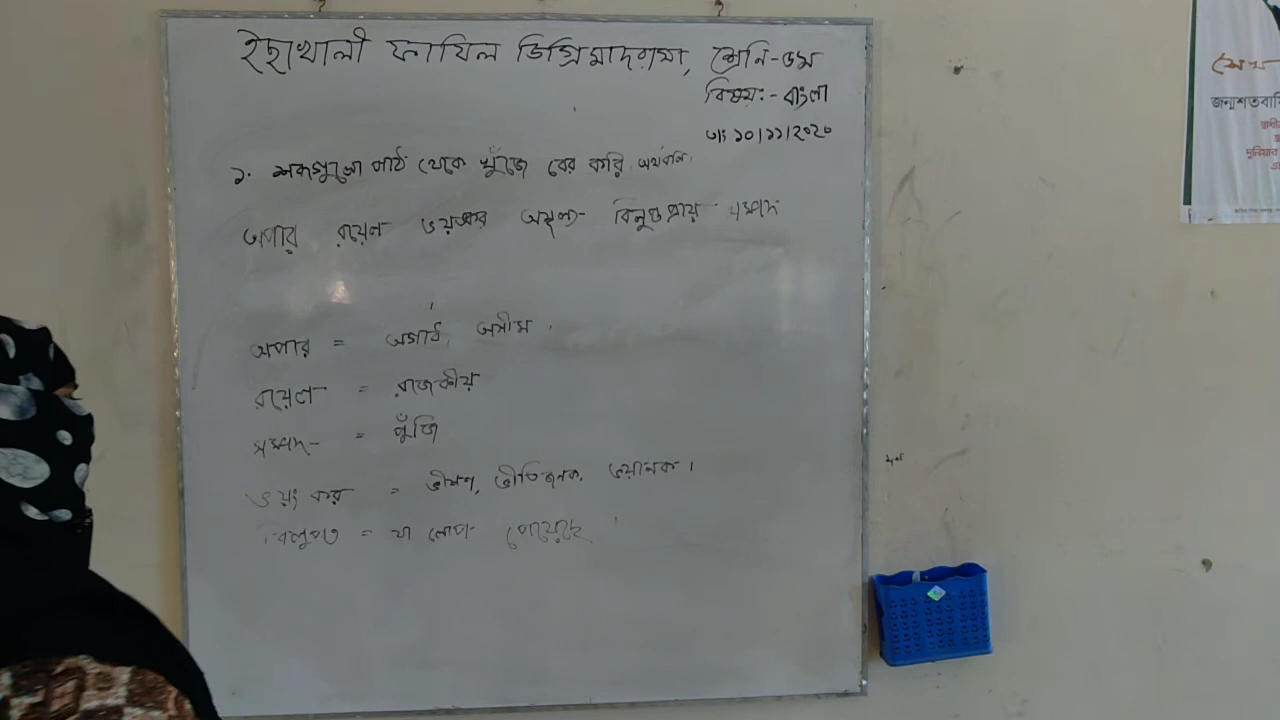 ইছাখালী ফাযিল ডিগ্রি মাদরাসা, শ্রেনি-৫ম
বিষয়:- বাংলা
তাং ১০/১১/২০২০
১. শব্দগুলো পাঠ থেকে খুঁজে বের করি অর্থবলি
অপার রয়েল ভয়ঙ্কর অমূল্য বিলুপ্তপ্রায় সম্পদ
অপার = অগাধ, অসীম।
রয়েল = রাজকীয়
সম্পদ = পুঁজি
ভয়ংকর = ভীষণ, ভীতিজনক, ভয়ানক।
বিলুপ্ত = যা লোপ পেয়েছে।
জন্মশতবার্ষি